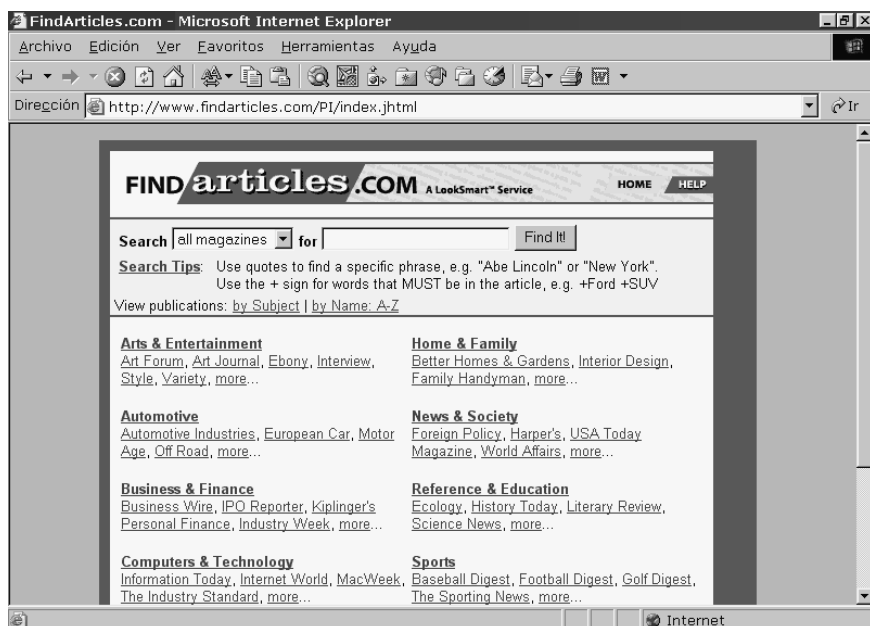 FindArticles.com - Microsoft Internet Explorer
Archivo Edición Ver Favoritos Herramientas Ayuda
Dirección http://www.findarticles.com/PI/index.jhtml Ir
FIND articles.COM A LookSmart™ Service HOME HELP
Search all magazines for Find It!
Search Tips: Use quotes to find a specific phrase, e.g. "Abe Lincoln" or "New York".
Use the + sign for words that MUST be in the article, e.g. +Ford +SUV
View publications: by Subject | by Name: A-Z
Arts & Entertainment
Art Forum, Art Journal, Ebony, Interview,
Style, Variety, more...
Home & Family
Better Homes & Gardens, Interior Design,
Family Handyman, more...
Automotive
Automotive Industries, European Car, Motor
Age, Off Road, more...
News & Society
Foreign Policy, Harper's, USA Today
Magazine, World Affairs, more...
Business & Finance
Business Wire, IPO Reporter, Kiplinger's
Personal Finance, Industry Week, more...
Reference & Education
Ecology, History Today, Literary Review,
Science News, more...
Computers & Technology
Information Today, Internet World, MacWeek,
The Industry Standard, more...
Sports
Baseball Digest, Football Digest, Golf Digest,
The Sporting News, more...
Internet